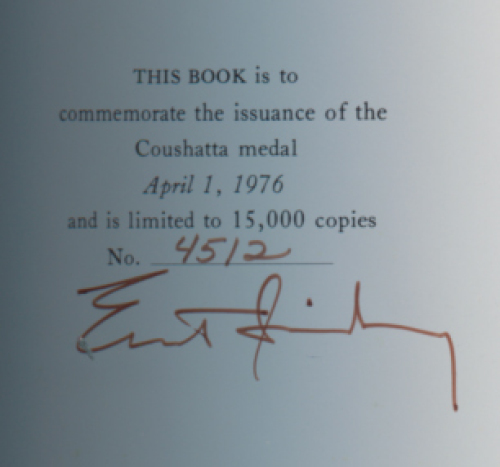 THIS BOOK is to
commemorate the issuance of the
Coushatta medal
April 1, 1976
and is limited to 15,000 copies
No. 4512